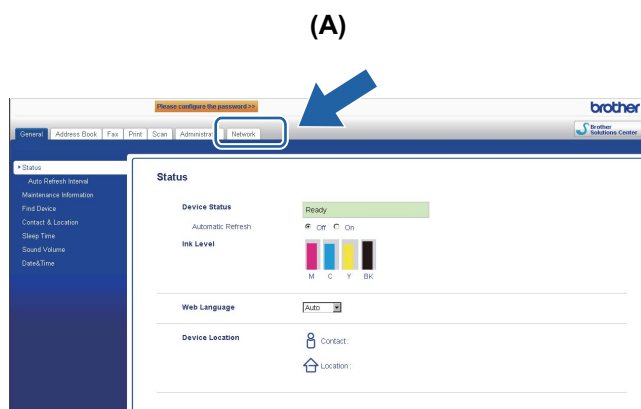 (A)
Please configure the password >>
brother
General Address Book Fax Print Scan Administrat Network
Brother
Solutions Center
Status
Auto Refresh Interval
Maintenance Information
Find Device
Contact & Location
Sleep Time
Sound Volume
Date&Time
Status
Device Status Ready
Automatic Refresh Off On
Ink Level
M C Y BK
Web Language Auto
Device Location Contact :
Location :